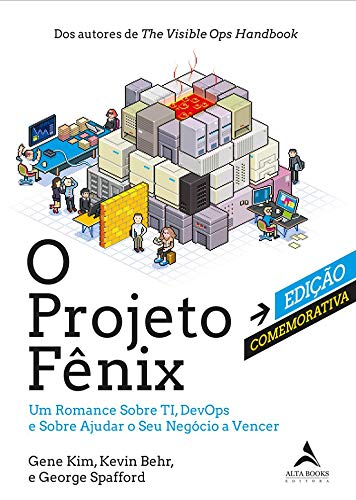 Dos autores de The Visible Ops Handbook
O
Projeto
Fênix
EDIÇÃO
COMEMORATIVA
Um Romance Sobre TI, DevOps
e Sobre Ajudar o Seu Negócio a Vencer
Gene Kim, Kevin Behr,
e George Spafford
ALTA BOOKS
EDITORA